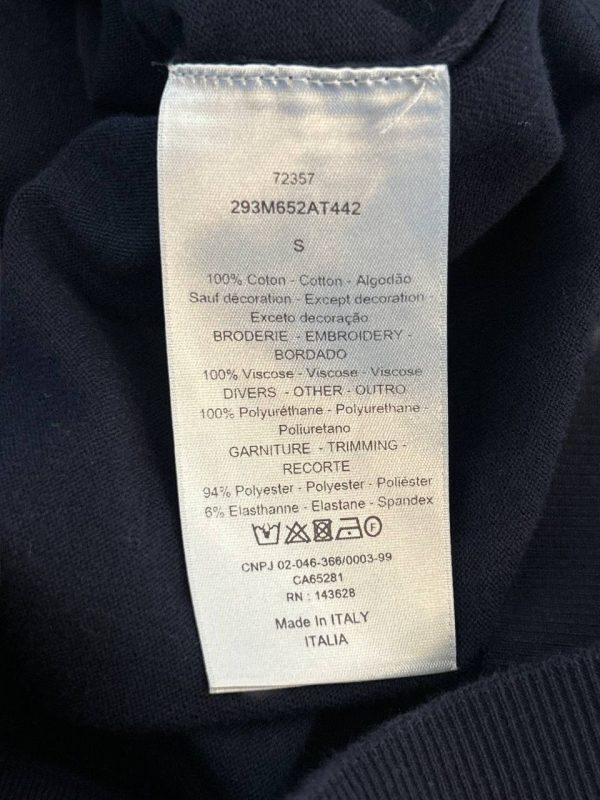 72357
293M652AT442
S
100% Coton - Cotton - Algodão
Sauf décoration - Except decoration -
Exceto decoração
BRODERIE - EMBROIDERY -
BORDADO
100% Viscose - Viscose - Viscose
DIVERS - OTHER - OUTRO
100% Polyuréthane - Polyurethane -
Poliuretano
GARNITURE - TRIMMING -
RECORTE
94% Polyester - Polyester - Poliéster
6% Elasthanne - Elastane - Spandex
F
CNPJ 02-046-366/0003-99
CA65281
RN : 143628
Made In ITALY
ITALIA